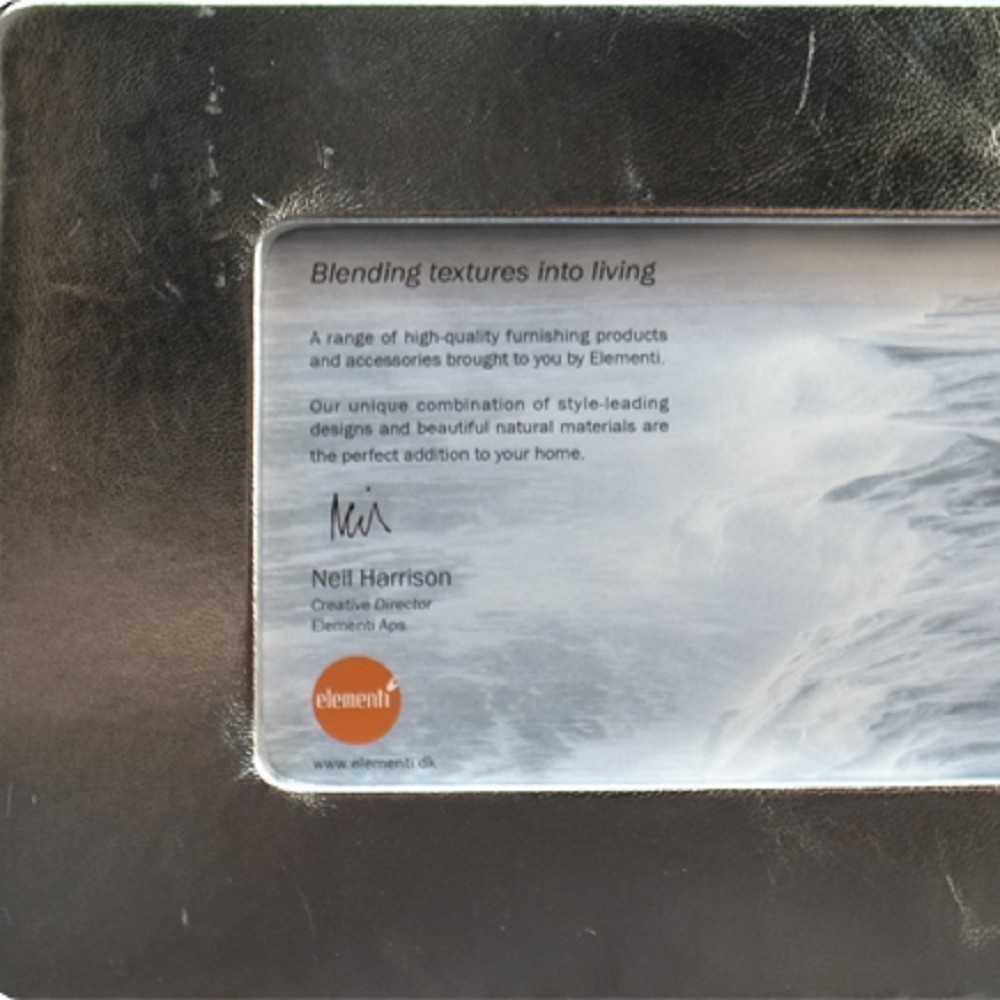 Blending textures into living
A range of high-quality furnishing products
and accessories brought to you by Elementi.
Our unique combination of style-leading
designs and beautiful natural materials are
the perfect addition to your home.
Neil
Neil Harrison
Creative Director
Elementi Aps
elementi
www.elementi.dk